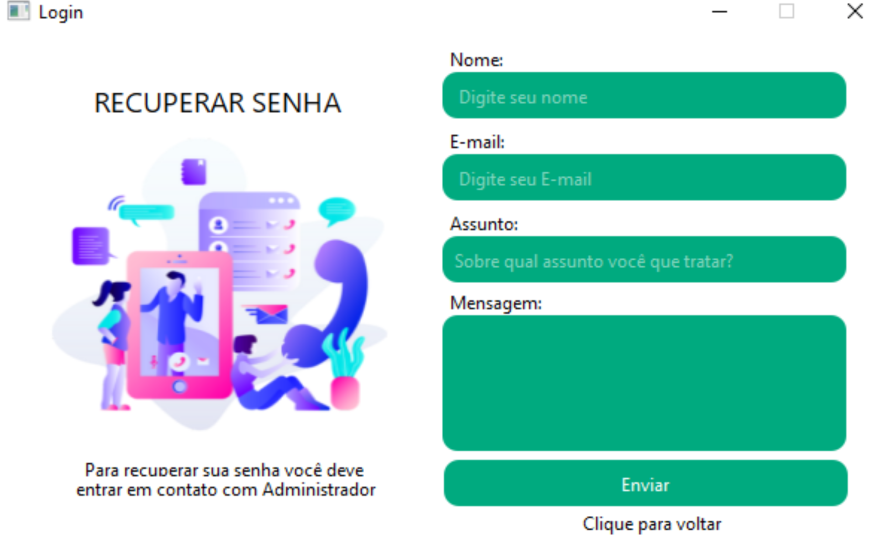 Login
RECUPERAR SENHA
Para recuperar sua senha você deve
entrar em contato com Administrador
Nome:
Digite seu nome
E-mail:
Digite seu E-mail
Assunto:
Sobre qual assunto você que tratar?
Mensagem:
Enviar
Clique para voltar